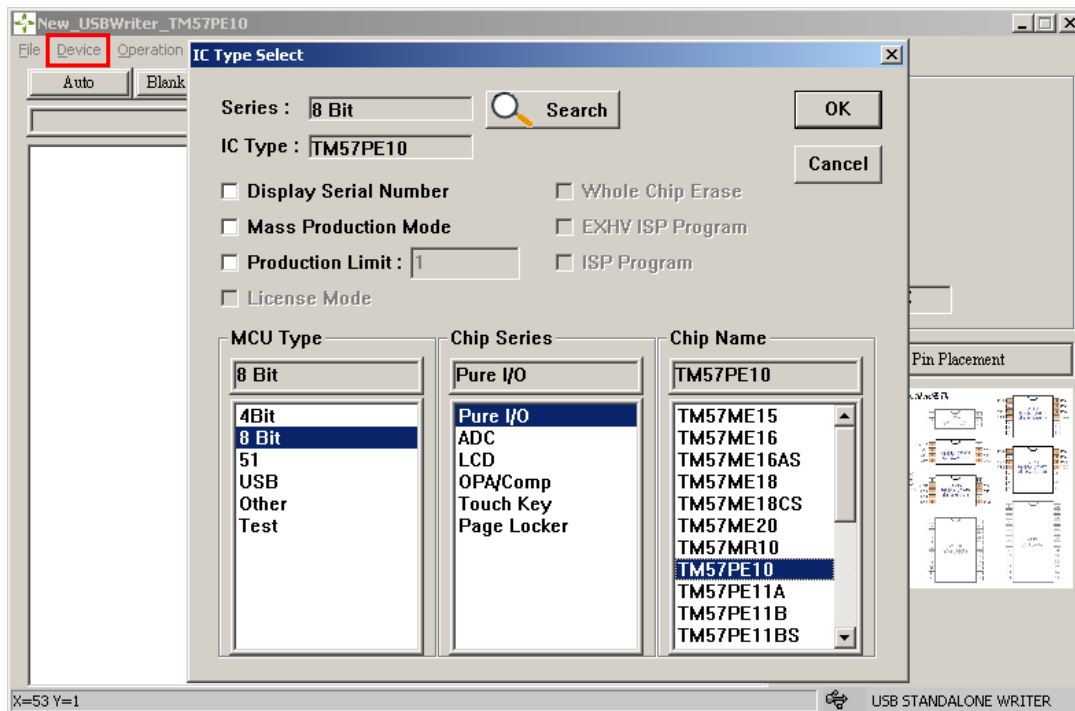 New_USBWriter_TM57PE10
File Device Operation
Auto Blank
IC Type Select
Series : 8 Bit Search OK
IC Type : TM57PE10 Cancel
Display Serial Number Whole Chip Erase
Mass Production Mode EXHV ISP Program
Production Limit : 1 ISP Program
License Mode
MCU Type
8 Bit
4Bit
8 Bit
51
USB
Other
Test
Chip Series
Pure I/O
Pure I/O
ADC
LCD
OPA/Comp
Touch Key
Page Locker
Chip Name
TM57PE10
TM57ME15
TM57ME16
TM57ME16AS
TM57ME18
TM57ME18CS
TM57ME20
TM57MR10
TM57PE10
TM57PE11A
TM57PE11B
TM57PE11BS
Pin Placement
X=53 Y=1
USB STANDALONE WRITER